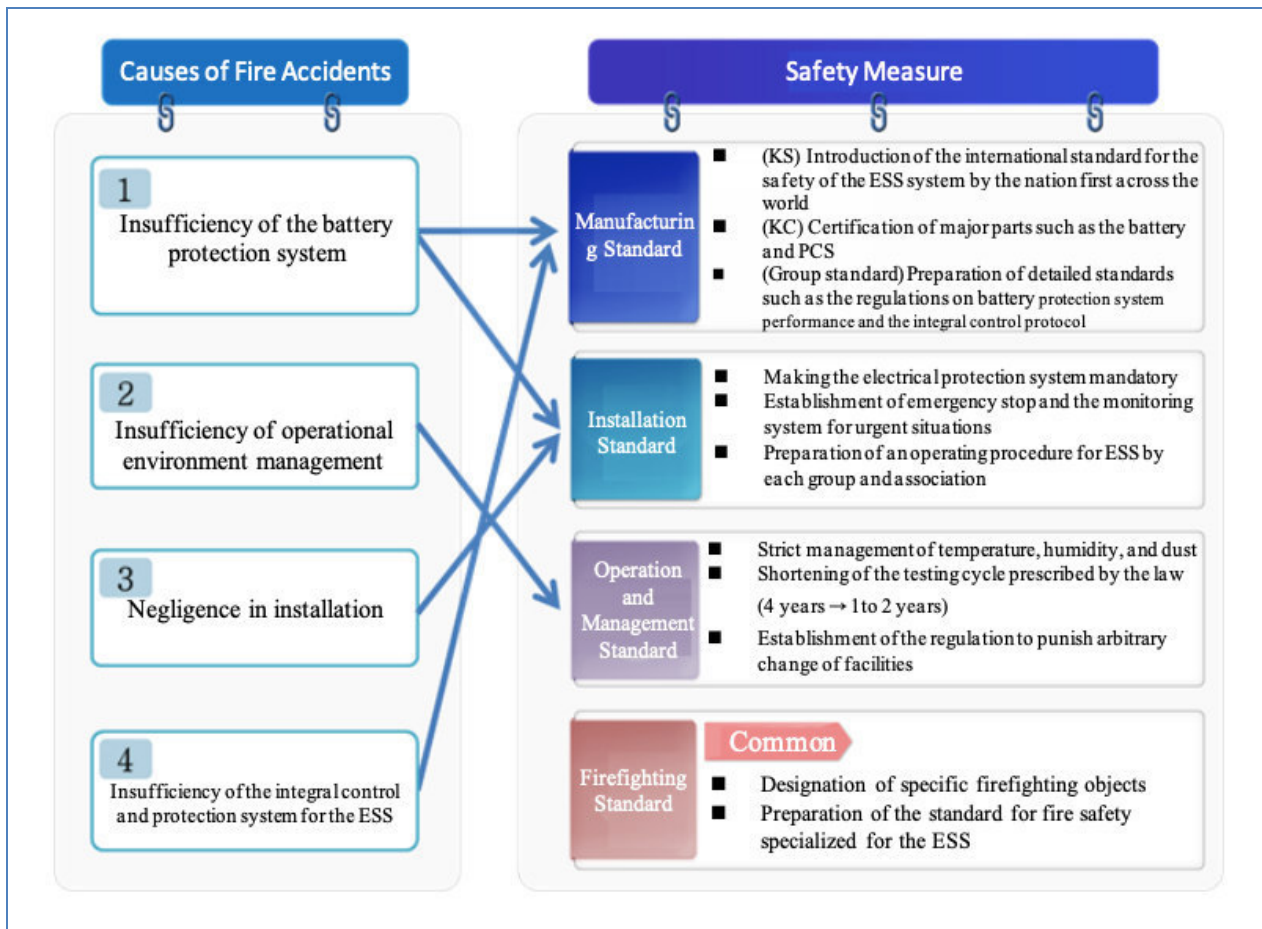 Causes of Fire Accidents
1
Insufficiency of the battery
protection system
2
Insufficiency of operational
environment management
3
Negligence in installation
4
Insufficiency of the integral control
and protection system for the ESS
Safety Measure
Manufacturin
g Standard
■ (KS) Introduction of the international standard for the
safety of the ESS system by the nation first across the
world
■ (KC) Certification of major parts such as the battery
and PCS
■ (Group standard) Preparation of detailed standards
such as the regulations on battery protection system
performance and the integral control protocol
Installation
Standard
■ Making the electrical protection system mandatory
■ Establishment of emergency stop and the monitoring
system for urgent situations
■ Preparation of an operating procedure for ESS by
each group and association
Operation
and
Management
Standard
■ Strict management of temperature, humidity, and dust
■ Shortening of the testing cycle prescribed by the law
(4 years → 1 to 2 years)
■ Establishment of the regulation to punish arbitrary
change of facilities
Firefighting
Standard
Common
■ Designation of specific firefighting objects
■ Preparation of the standard for fire safety
specialized for the ESS